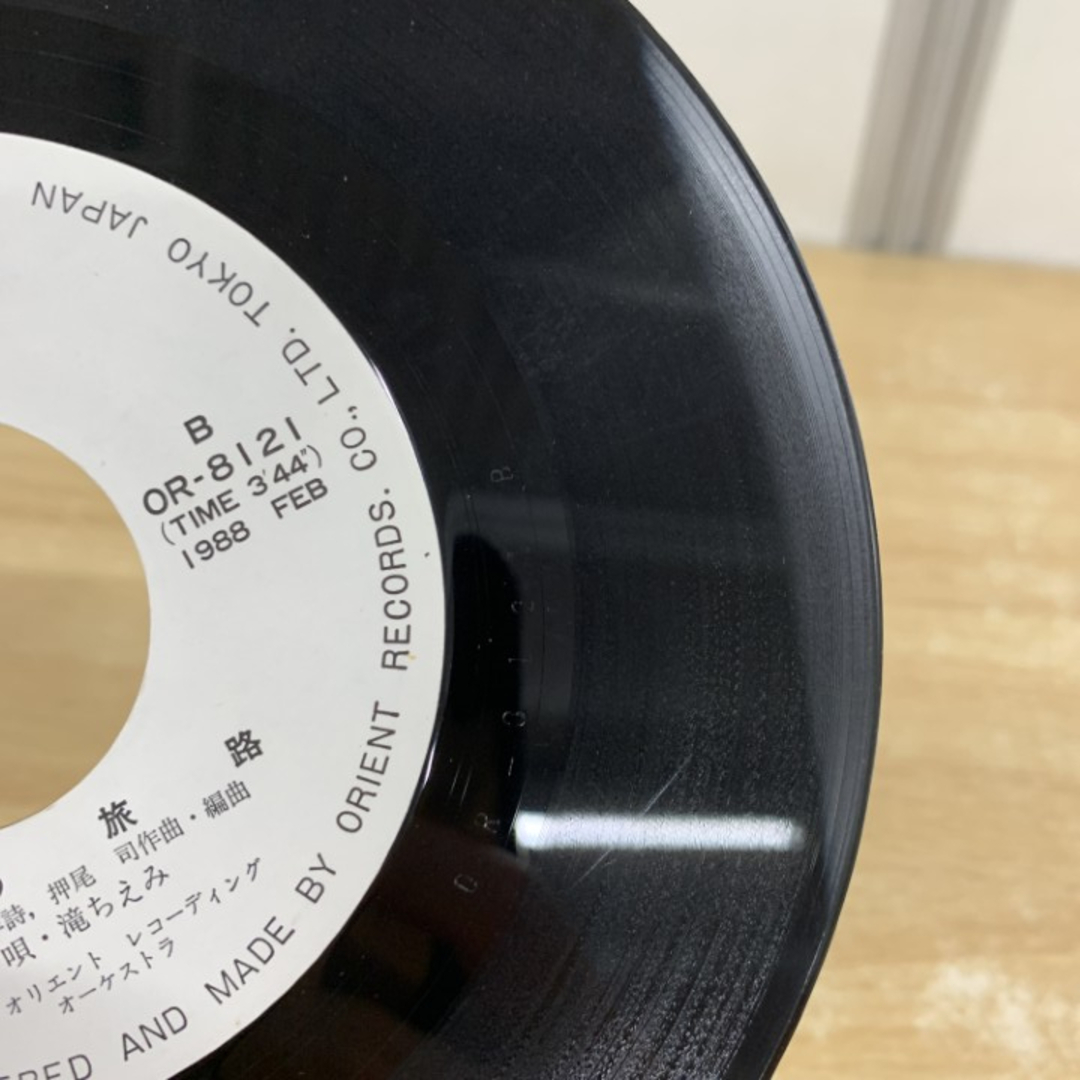 B
OR-8121
(TIME 3'44")
1988 FEB
旅路
詩, 押尾 司作曲・編曲
唄・滝ちえみ
オリエント レコーディング
オーケストラ
AND MADE BY ORIENT RECORDS. CO., LTD. TOKYO JAPAN